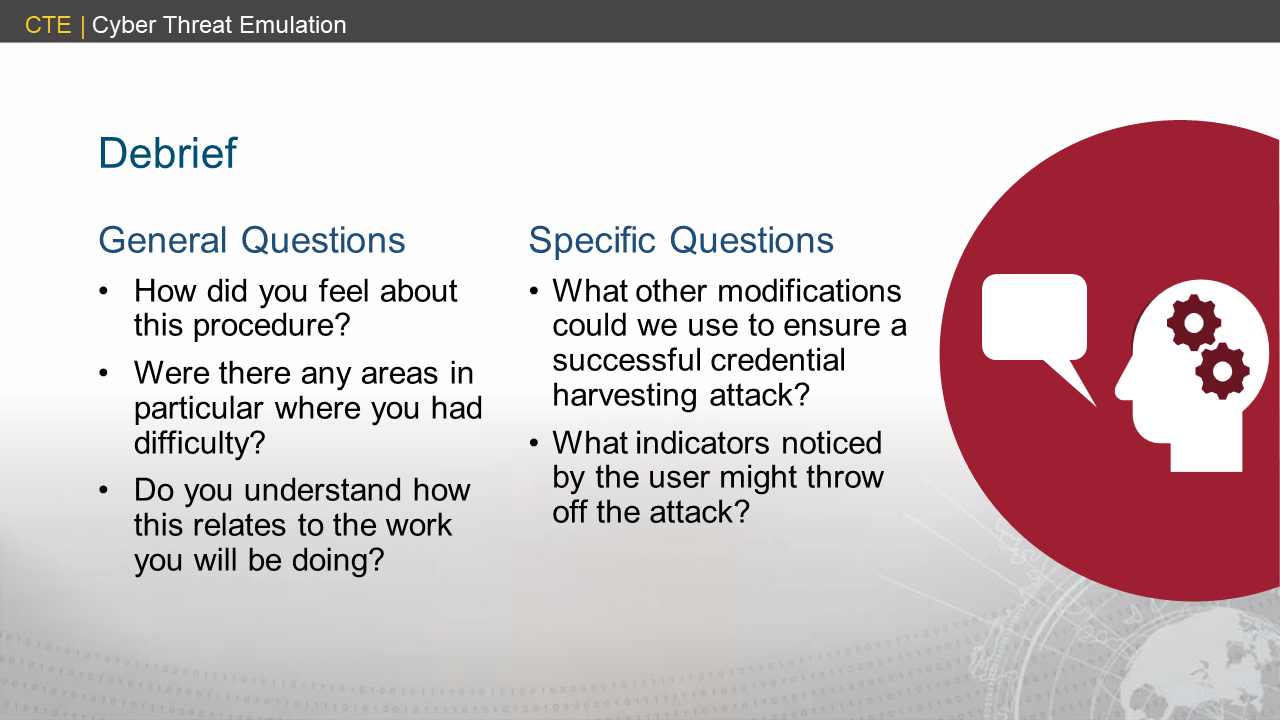 CTE | Cyber Threat Emulation
Debrief
General Questions
• How did you feel about
this procedure?
• Were there any areas in
particular where you had
difficulty?
• Do you understand how
this relates to the work
you will be doing?
Specific Questions
• What other modifications
could we use to ensure a
successful credential
harvesting attack?
• What indicators noticed
by the user might throw
off the attack?